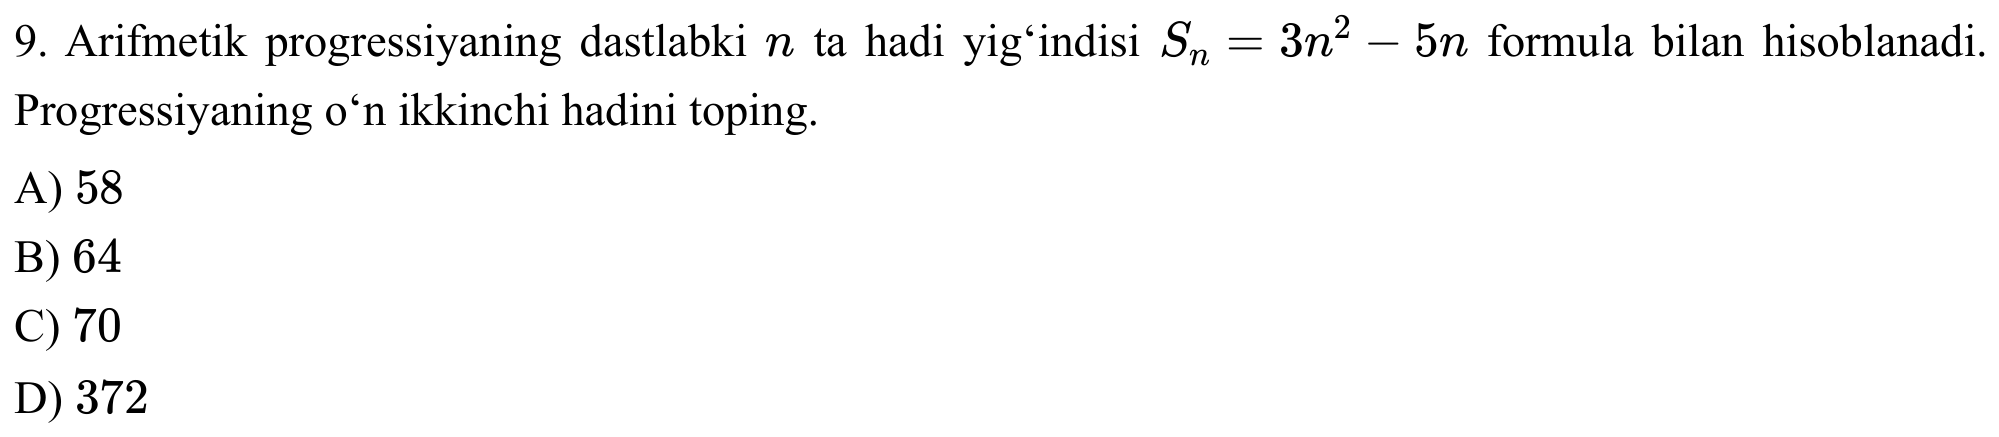 9. Arifmetik progressiyaning dastlabki n ta hadi yig‘indisi Sₙ = 3n² − 5n formula bilan hisoblanadi.
Progressiyaning o‘n ikkinchi hadini toping.
A) 58
B) 64
C) 70
D) 372